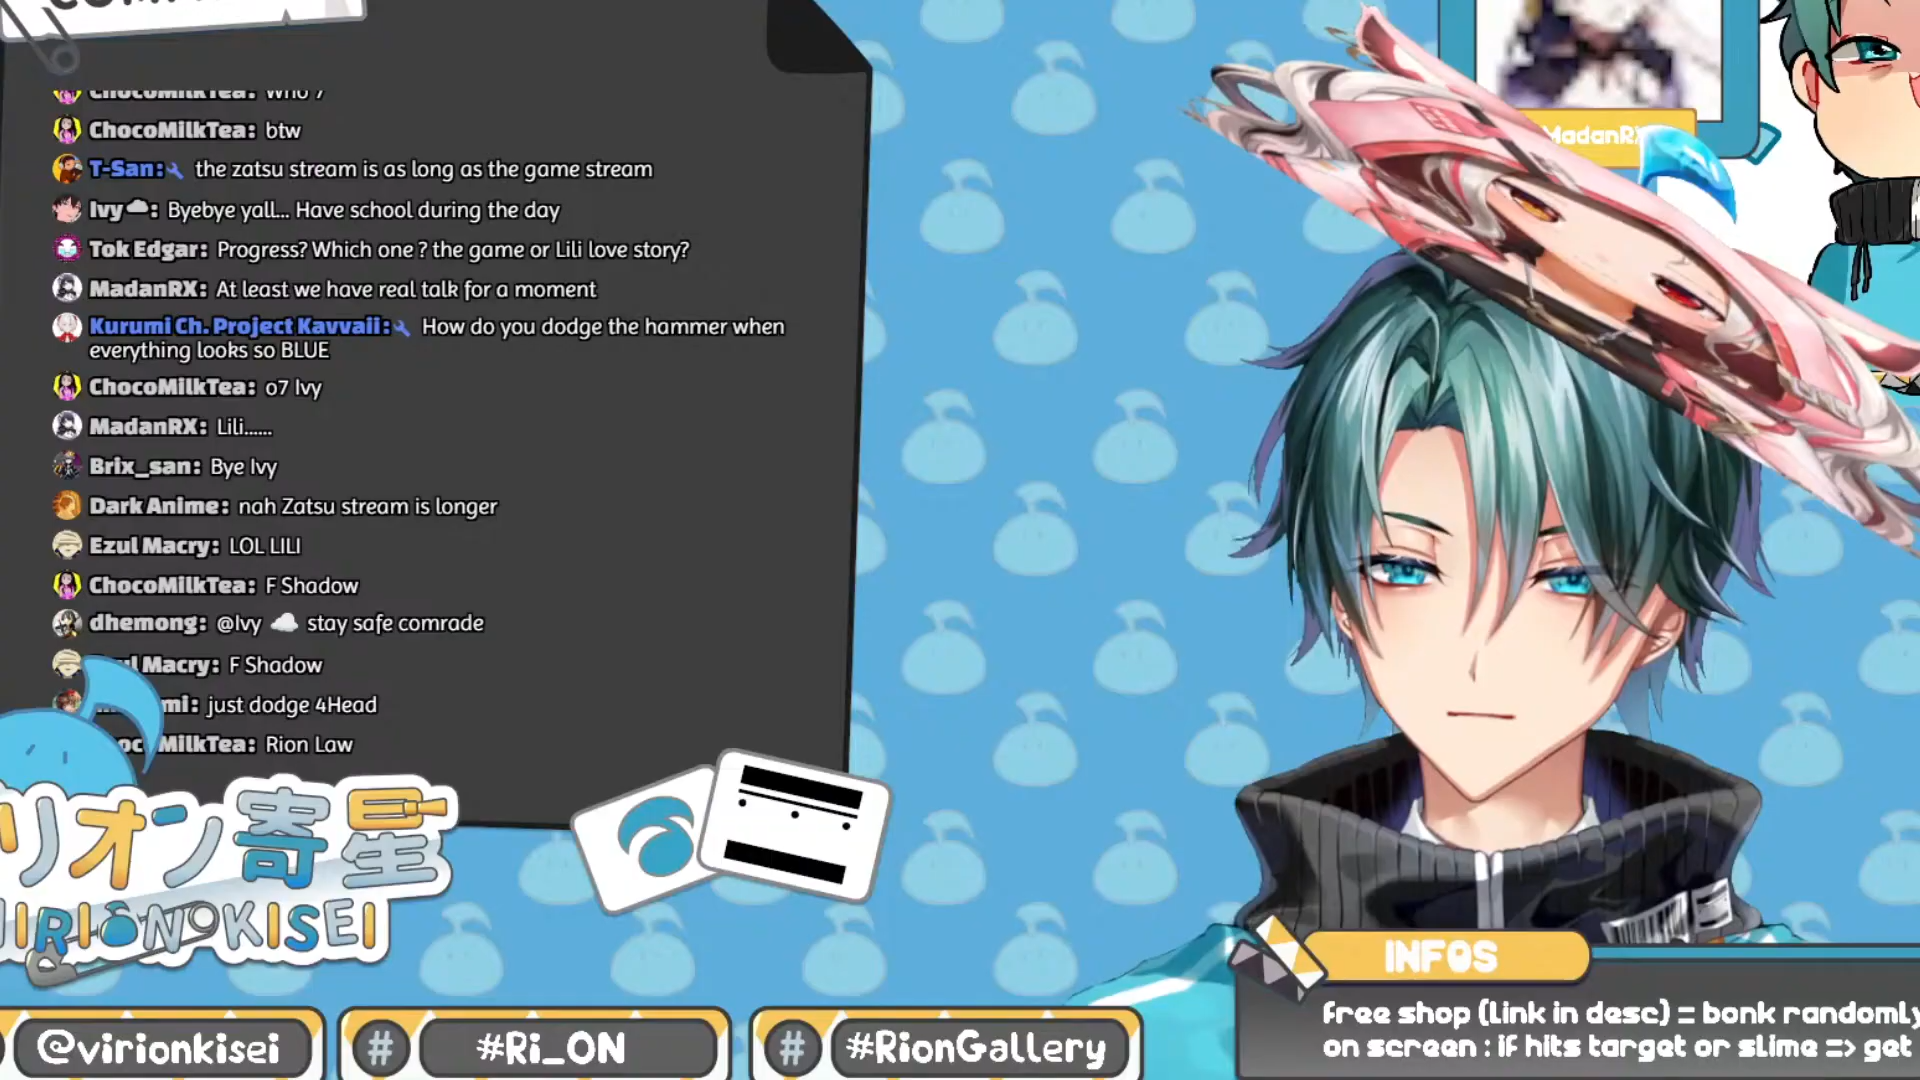 ChocoMilkTea: Who ?
ChocoMilkTea: btw
T-San: the zatsu stream is as long as the game stream
Ivy☁: Byebye yall... Have school during the day
Tok Edgar: Progress? Which one ? the game or Lili love story?
MadanRX: At least we have real talk for a moment
Kurumi Ch. Project Kavvaii: How do you dodge the hammer when
everything looks so BLUE
ChocoMilkTea: o7 Ivy
MadanRX: Lili......
Brix_san: Bye Ivy
Dark Anime: nah Zatsu stream is longer
Ezul Macry: LOL LILI
ChocoMilkTea: F Shadow
dhemong: @Ivy ☁ stay safe comrade
Macry: F Shadow
mi: just dodge 4Head
MilkTea: Rion Law
MadanRX
リオン寄星
VIRION KISEI
@virionkisei
# #Ri_ON
# #RionGallery
INFOS
free shop (link in desc) = bonk randomly
on screen : if hits target or slime => get